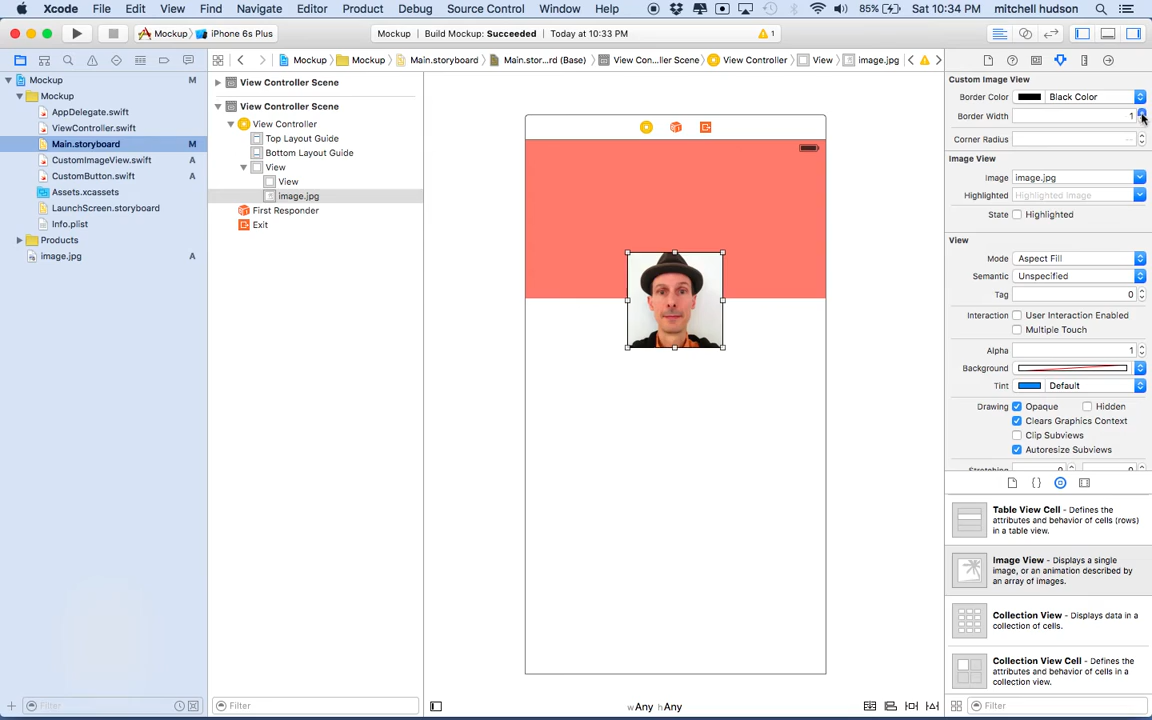 Xcode File Edit View Find Navigate Editor Product Debug Source Control Window Help 85% Sat 10:34 PM mitchell hudson
Mockup iPhone 6s Plus Mockup Build Mockup: Succeeded Today at 10:33 PM 1
Mockup Mockup Main.storyboard Main.stor...rd (Base) View Con...ller Scene View Controller View image.jpg
Mockup M
Mockup
AppDelegate.swift
ViewController.swift
Main.storyboard M
CustomImageView.swift A
CustomButton.swift A
Assets.xcassets
LaunchScreen.storyboard
Info.plist
Products
image.jpg A
Filter
View Controller Scene
View Controller Scene
View Controller
Top Layout Guide
Bottom Layout Guide
View
View
image.jpg
First Responder
Exit
Filter
wAny hAny
Custom Image View
Border Color Black Color
Border Width 1
Corner Radius
Image View
Image image.jpg
Highlighted Highlighted Image
State Highlighted
View
Mode Aspect Fill
Semantic Unspecified
Tag 0
Interaction User Interaction Enabled
Multiple Touch
Alpha 1
Background
Tint Default
Drawing Opaque Hidden
Clears Graphics Context
Clip Subviews
Autoresize Subviews
Stretching 0 0
Table View Cell - Defines the
attributes and behavior of cells (rows)
in a table view.
Image View - Displays a single
image, or an animation described by
an array of images.
Collection View - Displays data in a
collection of cells.
Collection View Cell - Defines the
attributes and behavior of cells in a
collection view.
Filter